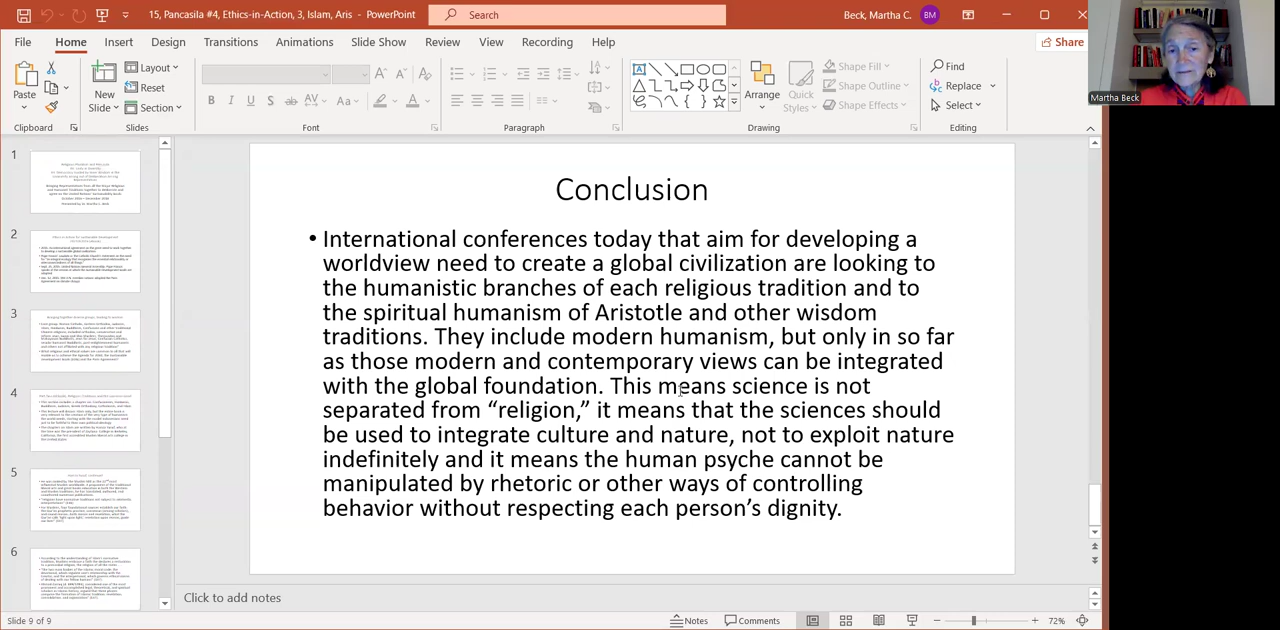 15, Pancasila #4, Ethics-in-Action, 3, Islam, Aris - PowerPoint
Search
Beck, Martha C.
BM
File Home Insert Design Transitions Animations Slide Show Review View Recording Help
Share
Martha Beck
Paste
New
Slide
Layout
Reset
Section
Arrange
Quick
Styles
Shape Fill
Shape Outline
Shape Effects
Find
Replace
Select
Clipboard Slides Font Paragraph Drawing Editing
1
2
3
4
5
6
Conclusion
• International conferences today that aim for developing a
worldview need to create a global civilization are looking to
the humanistic branches of each religious tradition and to
the spiritual humanism of Aristotle and other wisdom
traditions. They include modern humanism, but only in so far
as those modern and contemporary views can be integrated
with the global foundation. This means science is not
separated from “religion,” it means that the sciences should
be used to integrate culture and nature, not to exploit nature
indefinitely and it means the human psyche cannot be
manipulated by rhetoric or other ways of controlling
behavior without respecting each person’s dignity.
Click to add notes
Slide 9 of 9
Notes
Comments
72%